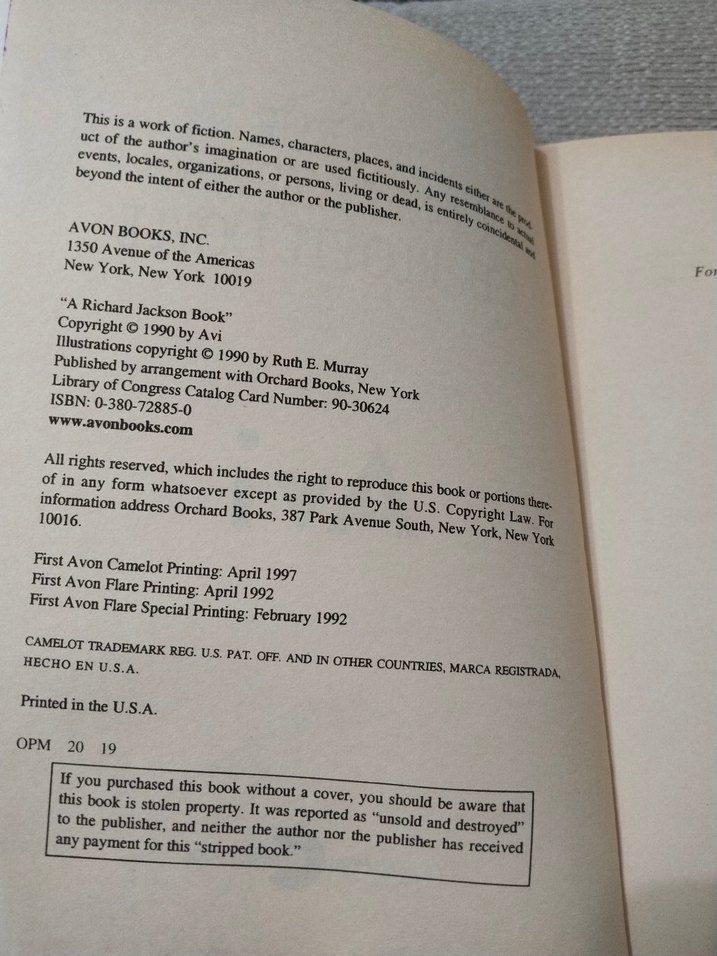 This is a work of fiction. Names, characters, places, and incidents either are the prod-
uct of the author's imagination or are used fictitiously. Any resemblance to actual
events, locales, organizations, or persons, living or dead, is entirely coincidental and
beyond the intent of either the author or the publisher.
AVON BOOKS, INC.
1350 Avenue of the Americas
New York, New York 10019
"A Richard Jackson Book"
Copyright © 1990 by Avi
Illustrations copyright © 1990 by Ruth E. Murray
Published by arrangement with Orchard Books, New York
Library of Congress Catalog Card Number: 90-30624
ISBN: 0-380-72885-0
www.avonbooks.com
All rights reserved, which includes the right to reproduce this book or portions there-
of in any form whatsoever except as provided by the U.S. Copyright Law. For
information address Orchard Books, 387 Park Avenue South, New York, New York
10016.
First Avon Camelot Printing: April 1997
First Avon Flare Printing: April 1992
First Avon Flare Special Printing: February 1992
CAMELOT TRADEMARK REG. U.S. PAT. OFF. AND IN OTHER COUNTRIES, MARCA REGISTRADA,
HECHO EN U.S.A.
Printed in the U.S.A.
OPM 20 19
If you purchased this book without a cover, you should be aware that
this book is stolen property. It was reported as "unsold and destroyed"
to the publisher, and neither the author nor the publisher has received
any payment for this "stripped book."
For